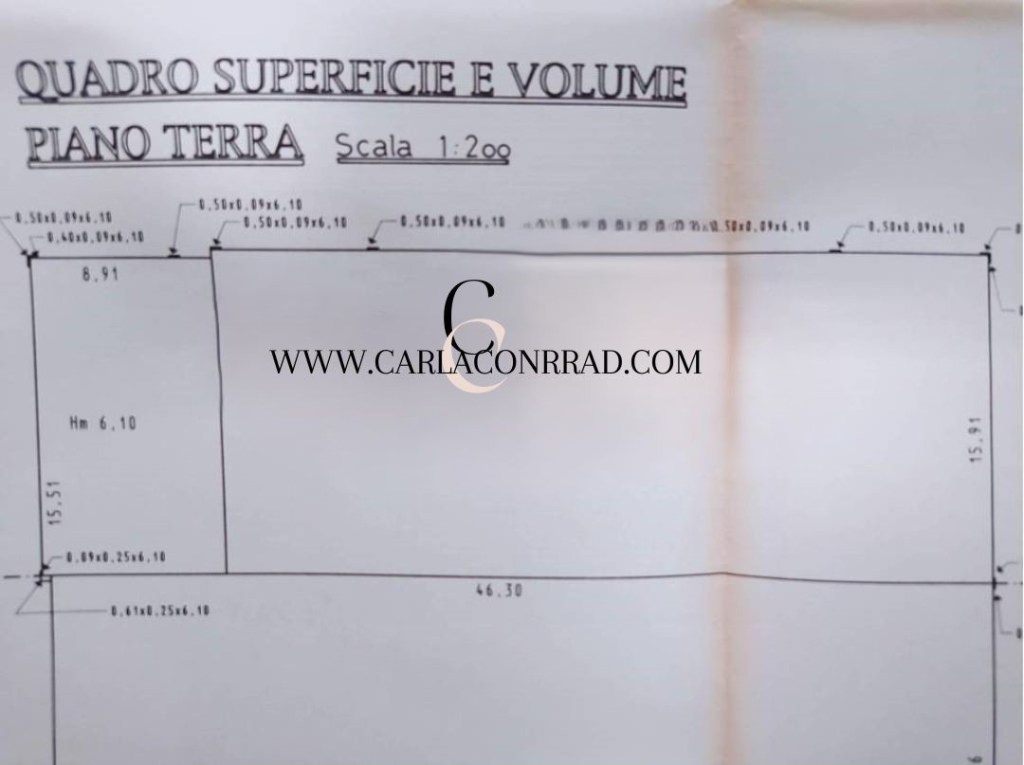 QUADRO SUPERFICIE E VOLUME
PIANO TERRA Scala 1:200
0.50x0.09x6.10
0.50x0.09x6.10
0.40x0.09x6.10
0.50x0.09x6.10
0.50x0.09x6.10
0.50x0.09x6.10
0.50x0.09x6.10
8.91
CC
WWW.CARLACONRRAD.COM
Hm 6,10
15.91
15.51
0.09x0.25x6.10
46.30
0.61x0.25x6.10